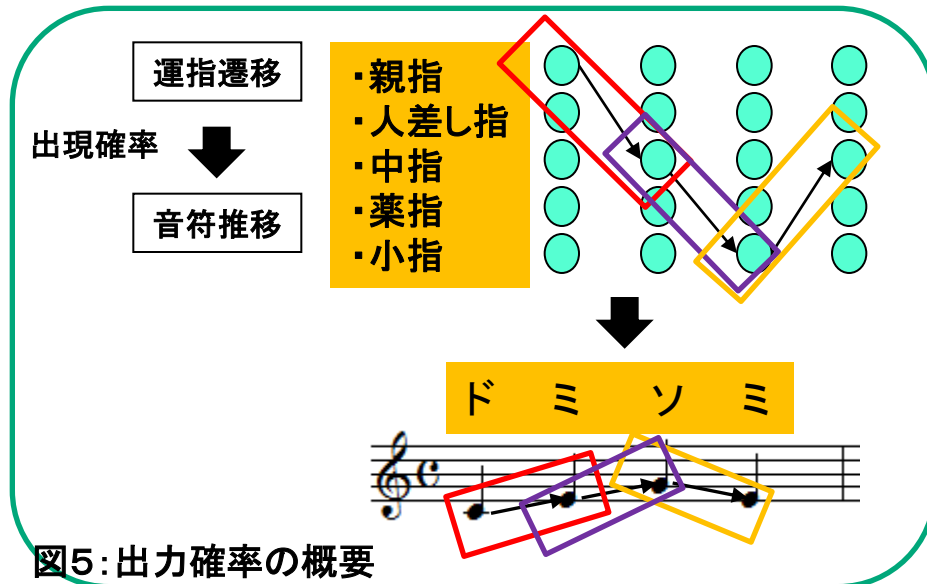 運指遷移
出現確率
音符推移
・親指
・人差し指
・中指
・薬指
・小指
ド ミ ソ ミ
図5:出力確率の概要